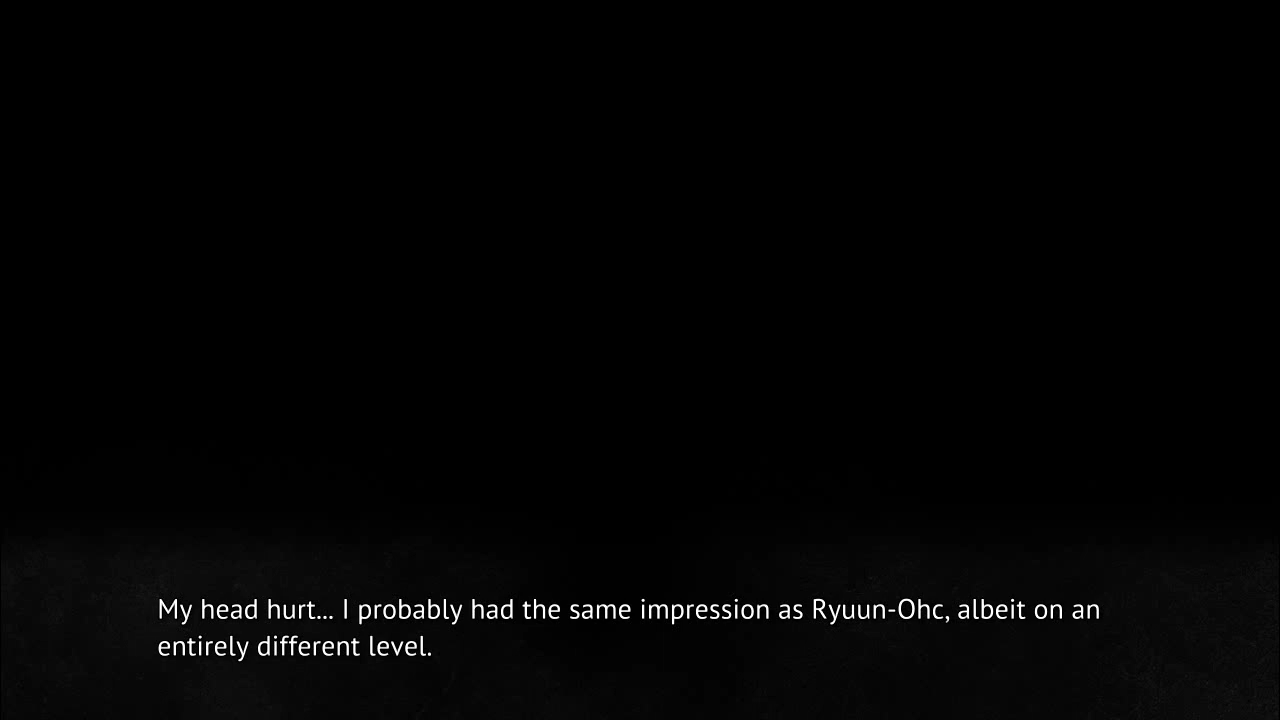 My head hurt... I probably had the same impression as Ryuun-Ohc, albeit on an
entirely different level.